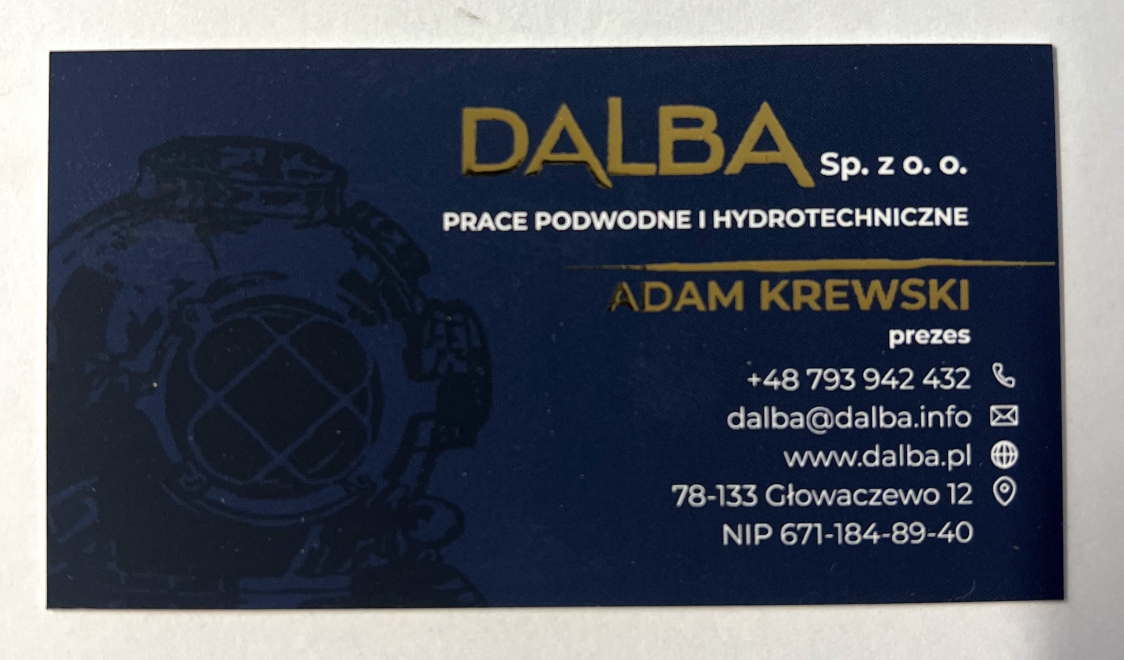 DALBA Sp. z o. o.
PRACE PODWODNE I HYDROTECHNICZNE
ADAM KREWSKI
prezes
+48 793 942 432
dalba@dalba.info
www.dalba.pl
78-133 Głowaczewo 12
NIP 671-184-89-40